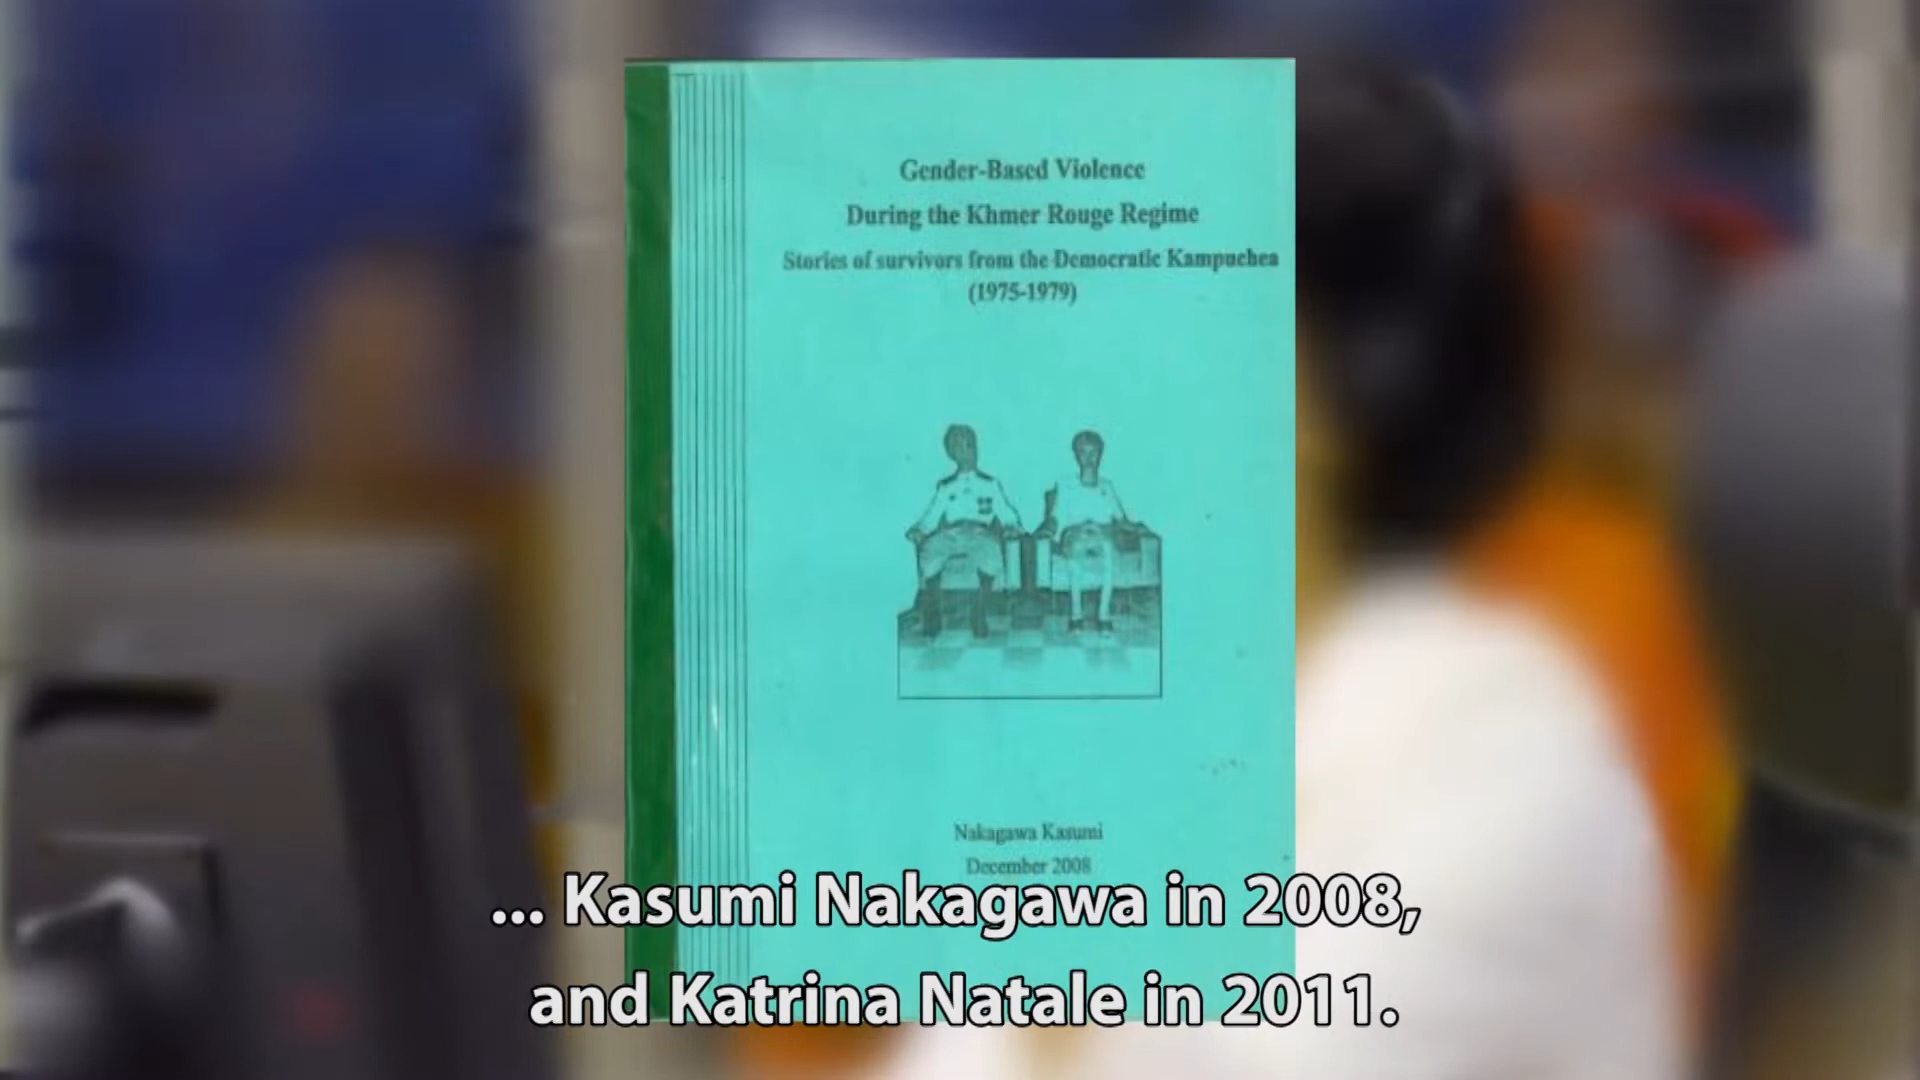 Gender-Based Violence
During the Khmer Rouge Regime
Stories of survivors from the Democratic Kampuchea
(1975-1979)
Nakagawa Kasumi
December 2008
... Kasumi Nakagawa in 2008,
and Katrina Natale in 2011.